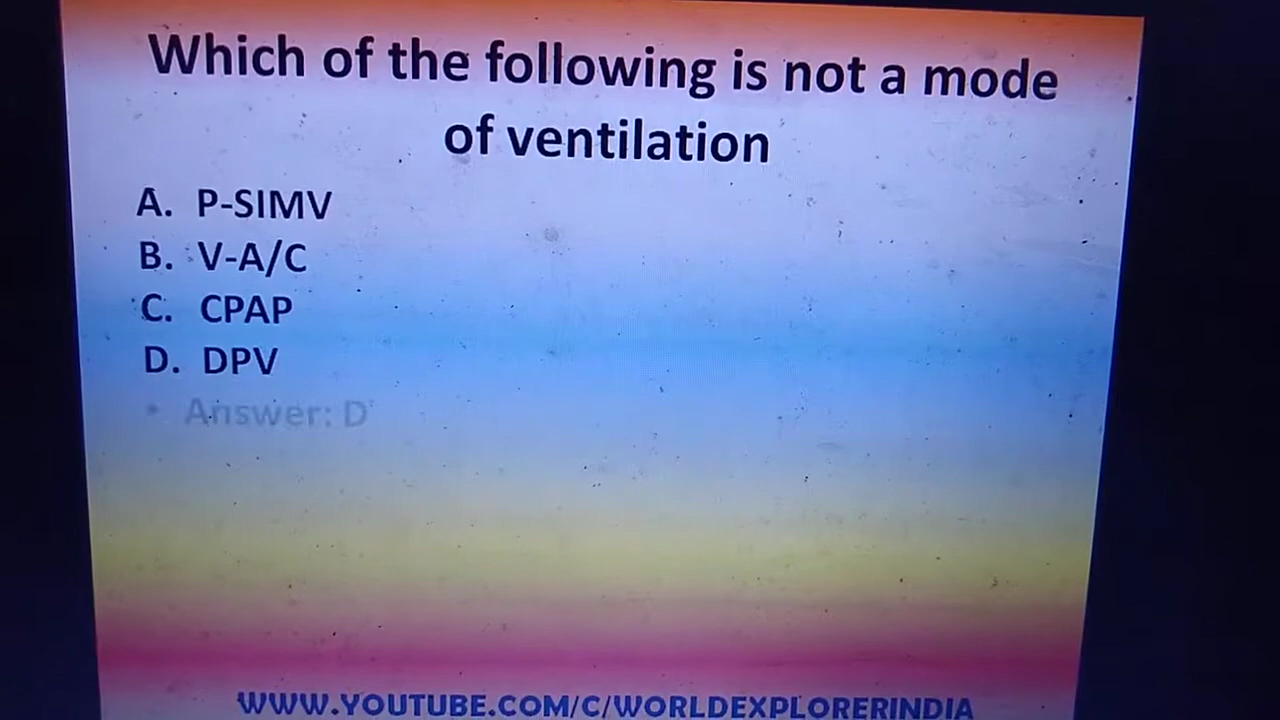 Which of the following is not a mode
of ventilation
A. P-SIMV
B. V-A/C
C. CPAP
D. DPV
• Answer: D
WWW.YOUTUBE.COM/C/WORLDEXPLORERINDIA